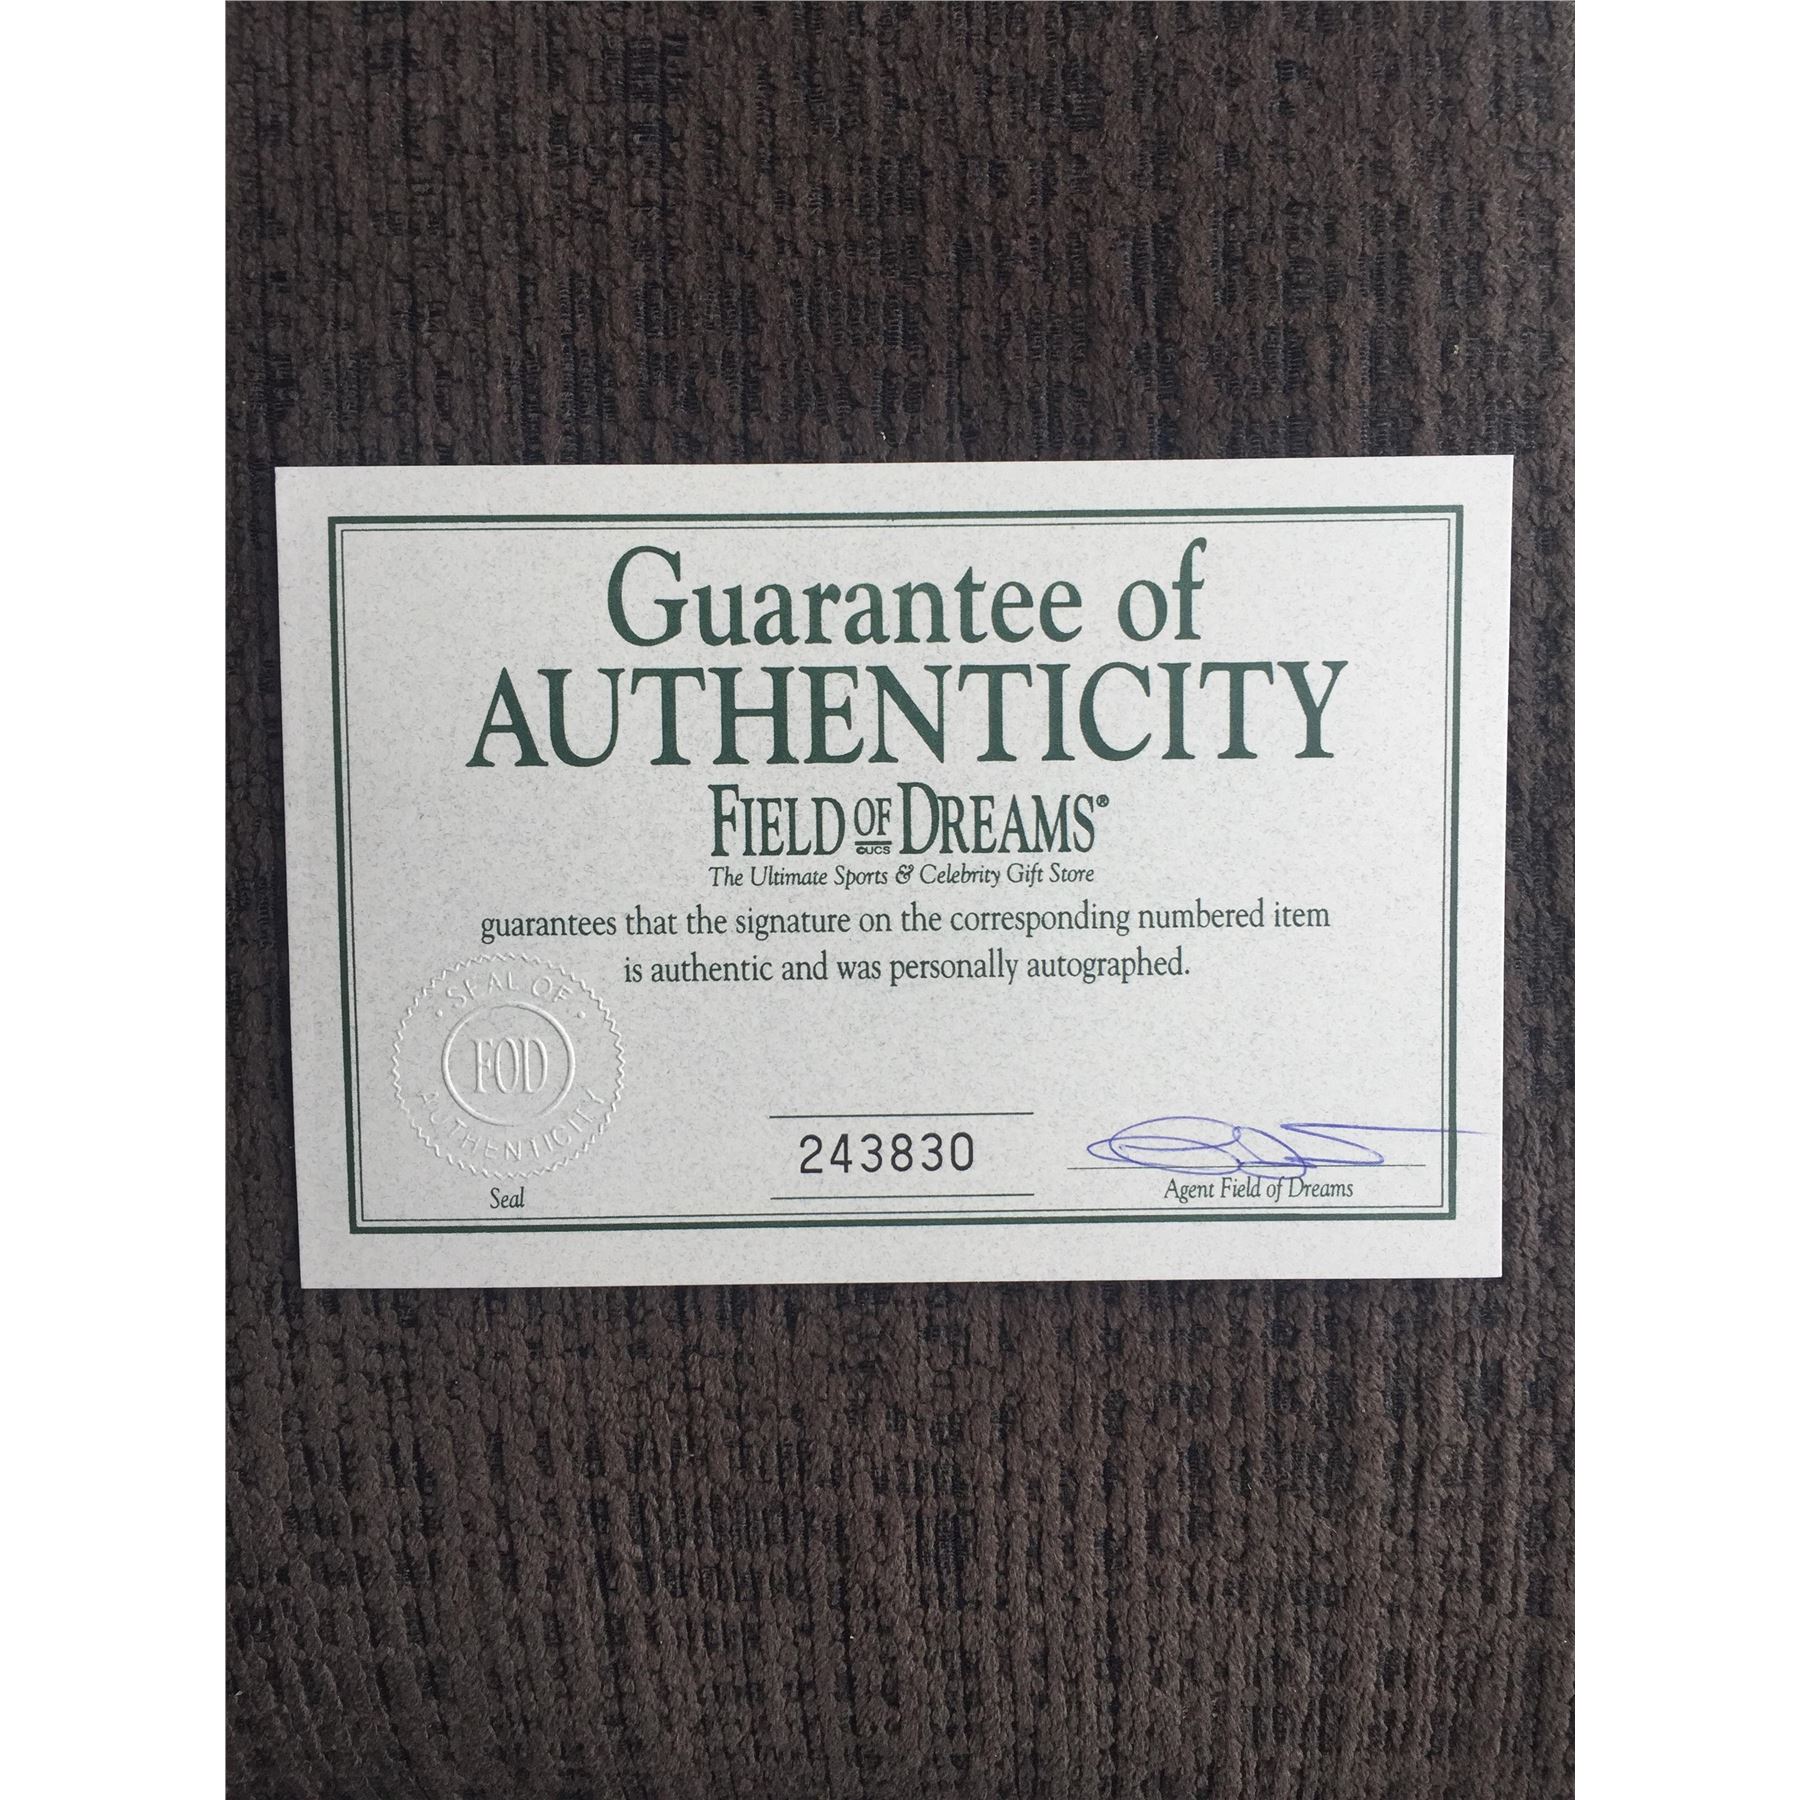 Guarantee of
AUTHENTICITY
FIELD OF DREAMS®
©UCS
The Ultimate Sports & Celebrity Gift Store
guarantees that the signature on the corresponding numbered item
is authentic and was personally autographed.
SEAL OF
FOD
AUTHENTICITY
Seal
243830
Agent Field of Dreams